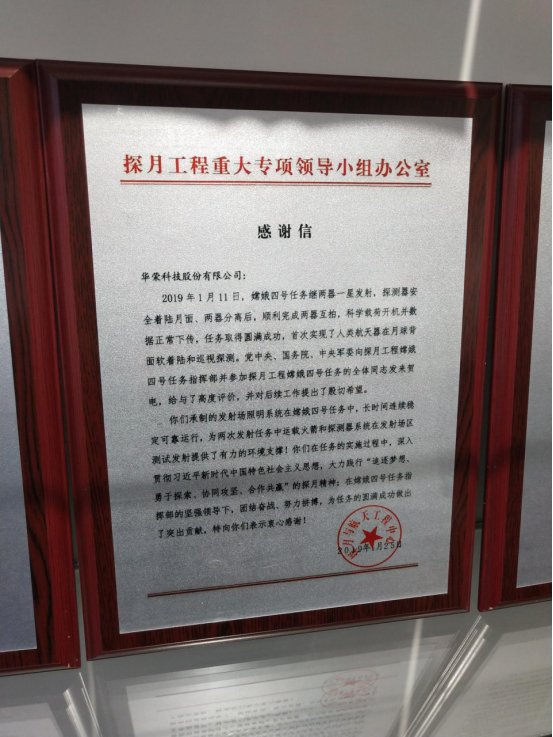 探月工程重大专项领导小组办公室
感谢信
华荣科技股份有限公司：
2019年1月11日，嫦娥四号任务继两器一星发射，探测器安
全着陆月面、两器分离后，顺利完成两器互拍，科学载荷开机并数
据正常下传，任务取得圆满成功，首次实现了人类航天器在月球背
面软着陆和巡视探测。党中央、国务院、中央军委向探月工程嫦娥
四号任务指挥部并参加探月工程嫦娥四号任务的全体同志发来贺
电，给与了高度评价，并对后续工作提出了殷切希望。
你们承制的发射场照明系统在嫦娥四号任务中，长时间连续稳
定可靠运行，为两次发射任务中运载火箭和探测器系统在发射场区
测试发射提供了有力的环境支撑！你们在任务的实施过程中，深入
贯彻习近平新时代中国特色社会主义思想，大力践行“追逐梦想、
勇于探索、协同攻坚、合作共赢”的探月精神；在嫦娥四号任务指
挥部的坚强领导下，团结奋战、努力拼搏，为任务的圆满成功做出
了突出贡献。特向你们表示衷心感谢！
探月与航天工程中心
2019年1月25日